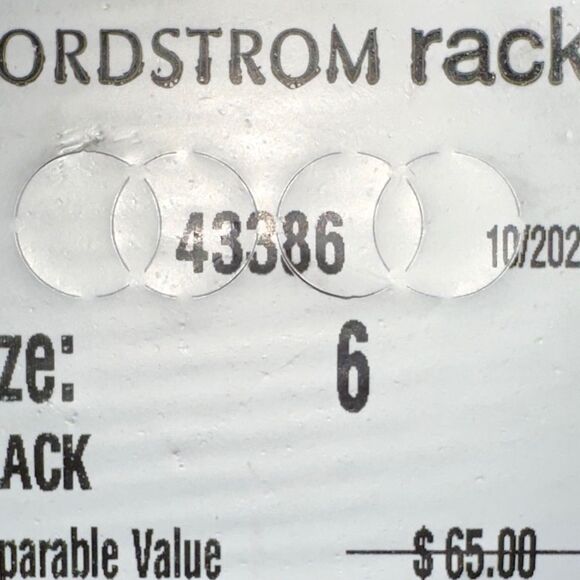 ORDSTROM rack
43386 10/202
ze: 6
ACK
parable Value $ 65.00